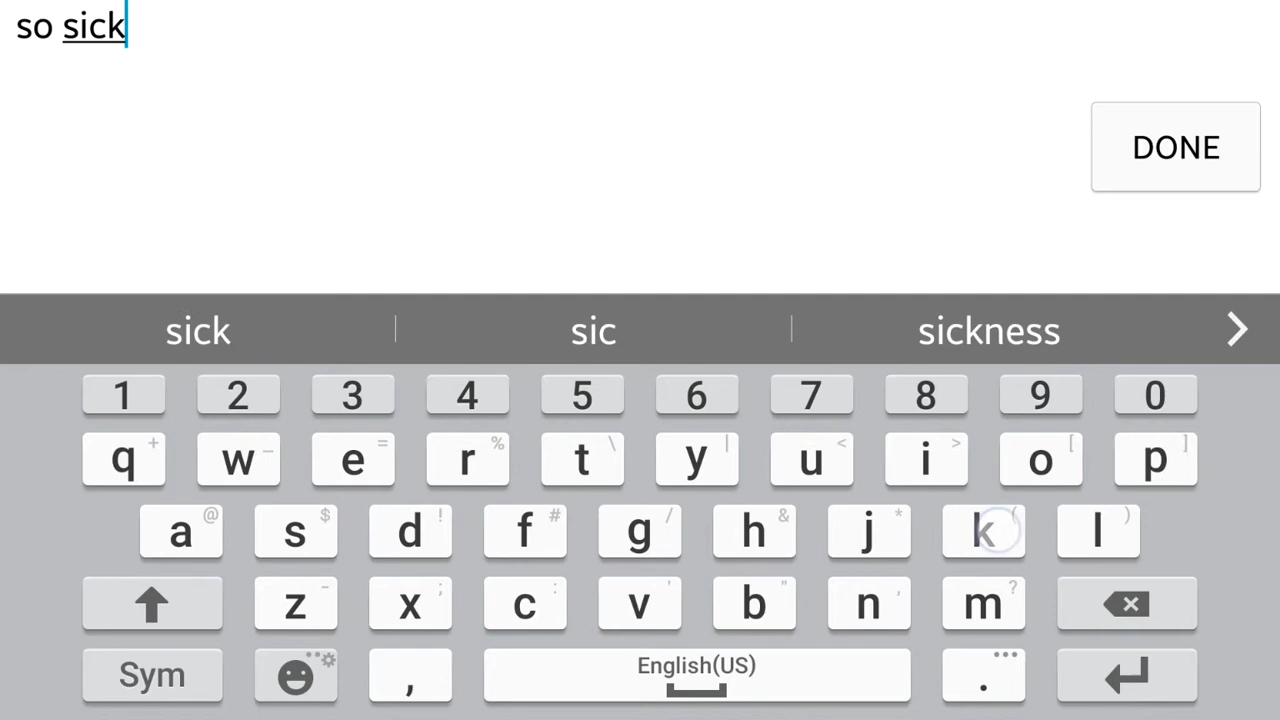 so sick
DONE
sick sic sickness
1 2 3 4 5 6 7 8 9 0
q + w - e = r % t \ y | u < i > o [ p ]
a @ s $ d ! f # g / h & j * k ( l )
z - x ; c : v ' b " n , m ?
Sym , English(US) .